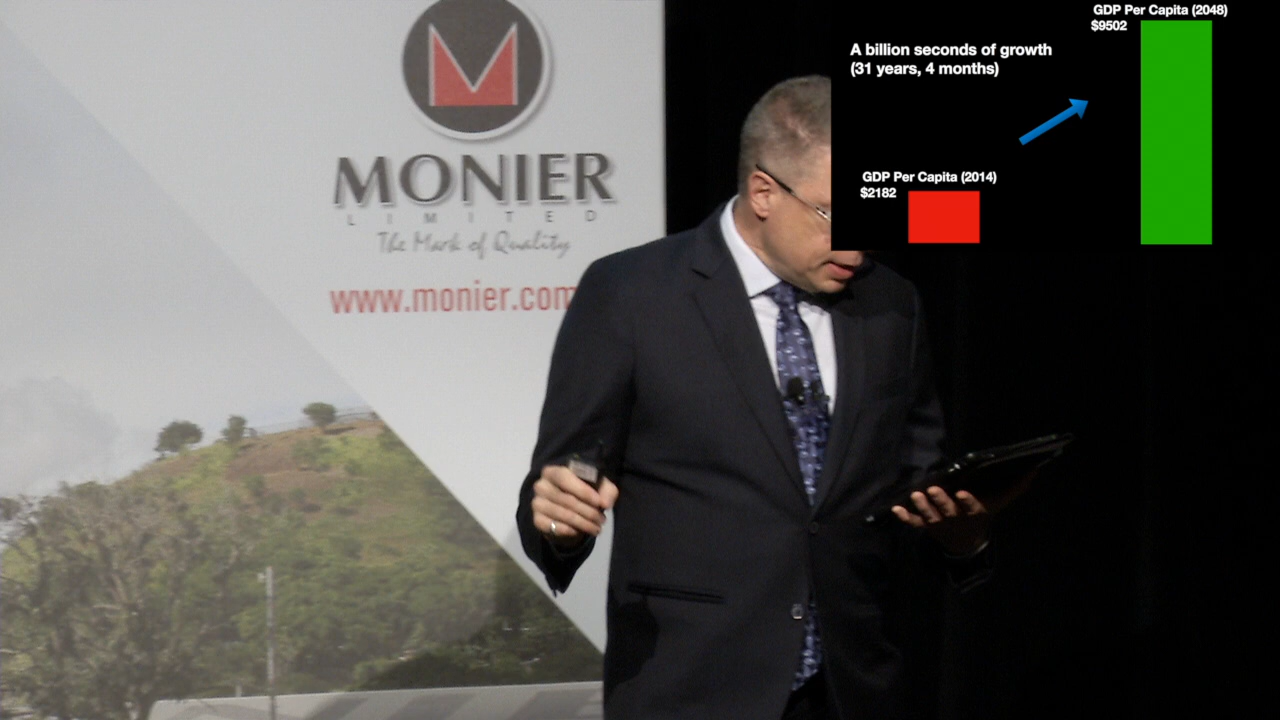 MONIER
LIMITED
The Mark of Quality
www.monier.com
GDP Per Capita (2048)
$9502
A billion seconds of growth
(31 years, 4 months)
GDP Per Capita (2014)
$2182